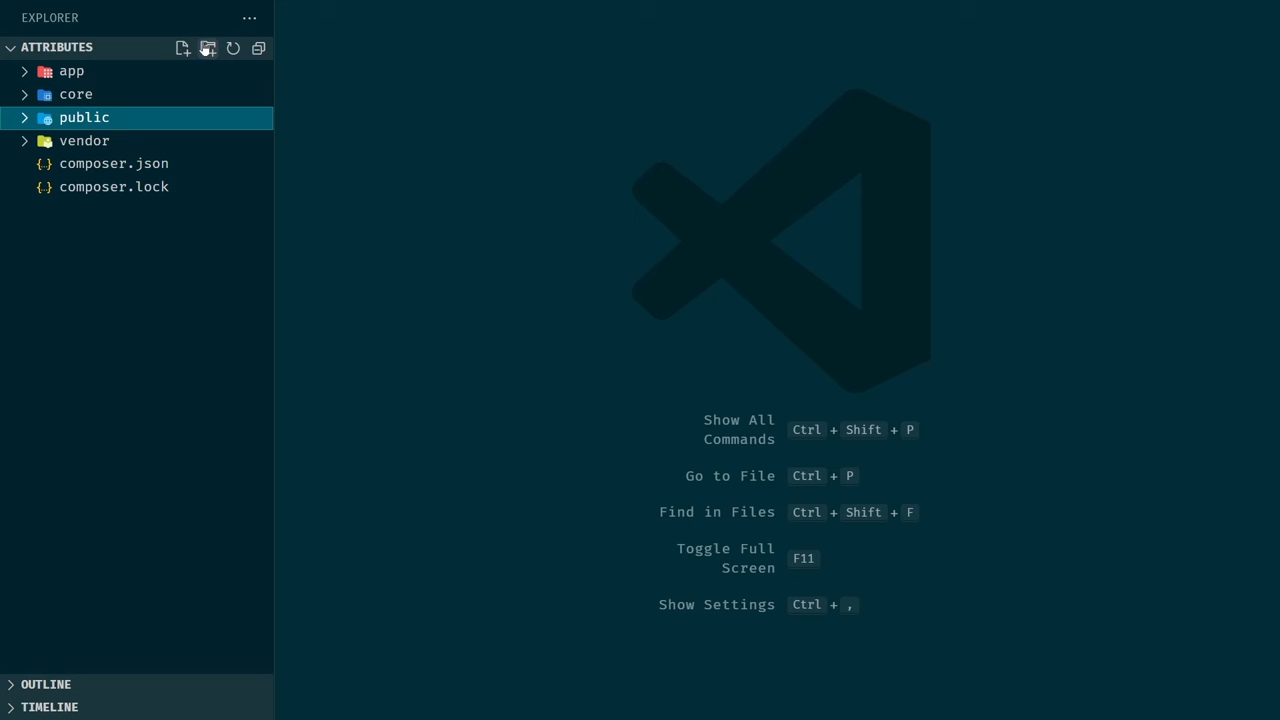 EXPLORER
ATTRIBUTES
app
core
public
vendor
{..} composer.json
{..} composer.lock
Show All
Commands
Ctrl + Shift + P
Go to File
Ctrl + P
Find in Files
Ctrl + Shift + F
Toggle Full
Screen
F11
Show Settings
Ctrl + ,
OUTLINE
TIMELINE